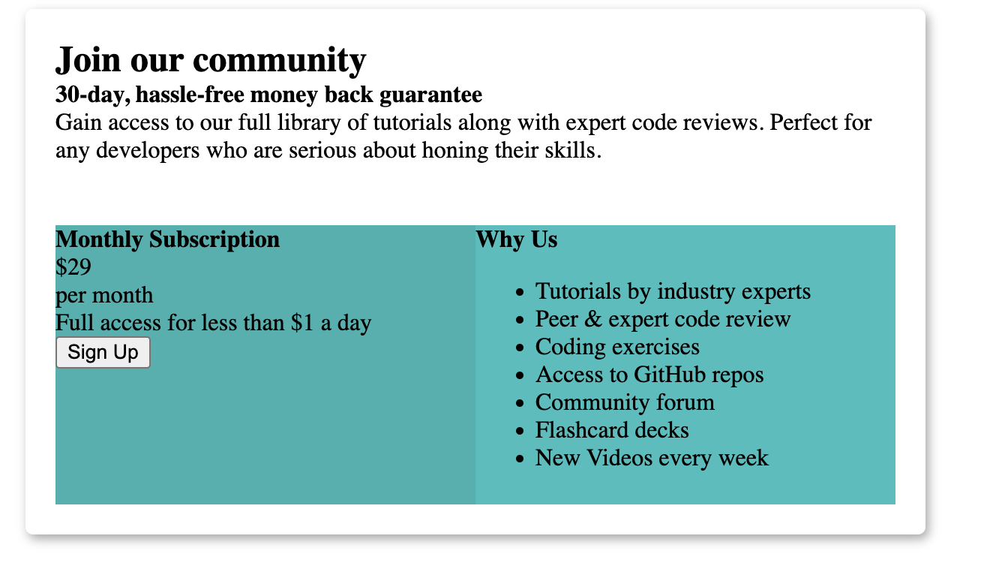 Join our community
30-day, hassle-free money back guarantee
Gain access to our full library of tutorials along with expert code reviews. Perfect for
any developers who are serious about honing their skills.
Monthly Subscription
$29
per month
Full access for less than $1 a day
Sign Up
Why Us
Tutorials by industry experts
Peer & expert code review
Coding exercises
Access to GitHub repos
Community forum
Flashcard decks
New Videos every week